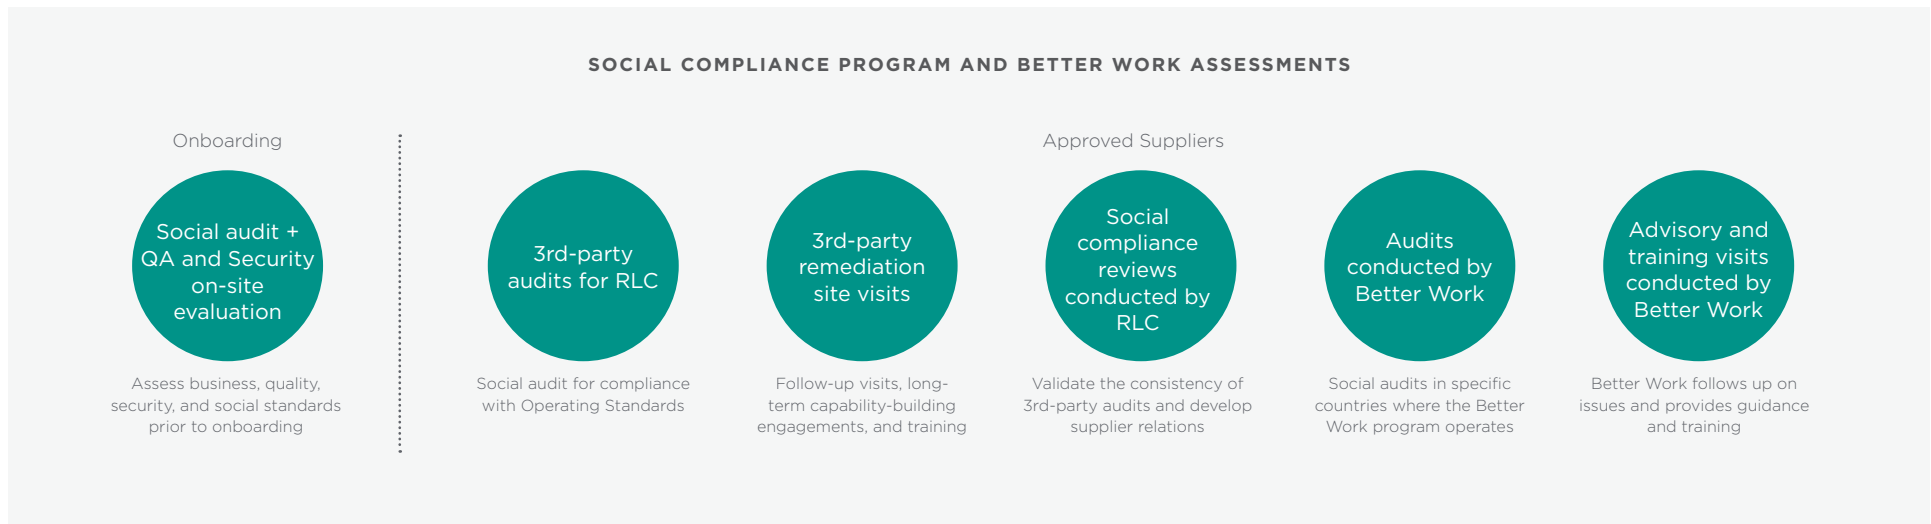 SOCIAL COMPLIANCE PROGRAM AND BETTER WORK ASSESSMENTS
Onboarding
Social audit +
QA and Security
on-site
evaluation
Assess business, quality,
security, and social standards
prior to onboarding
Approved Suppliers
3rd-party
audits for RLC
Social audit for compliance
with Operating Standards
3rd-party
remediation
site visits
Follow-up visits, long-
term capability-building
engagements, and training
Social
compliance
reviews
conducted by
RLC
Validate the consistency of
3rd-party audits and develop
supplier relations
Audits
conducted by
Better Work
Social audits in specific
countries where the Better
Work program operates
Advisory and
training visits
conducted by
Better Work
Better Work follows up on
issues and provides guidance
and training